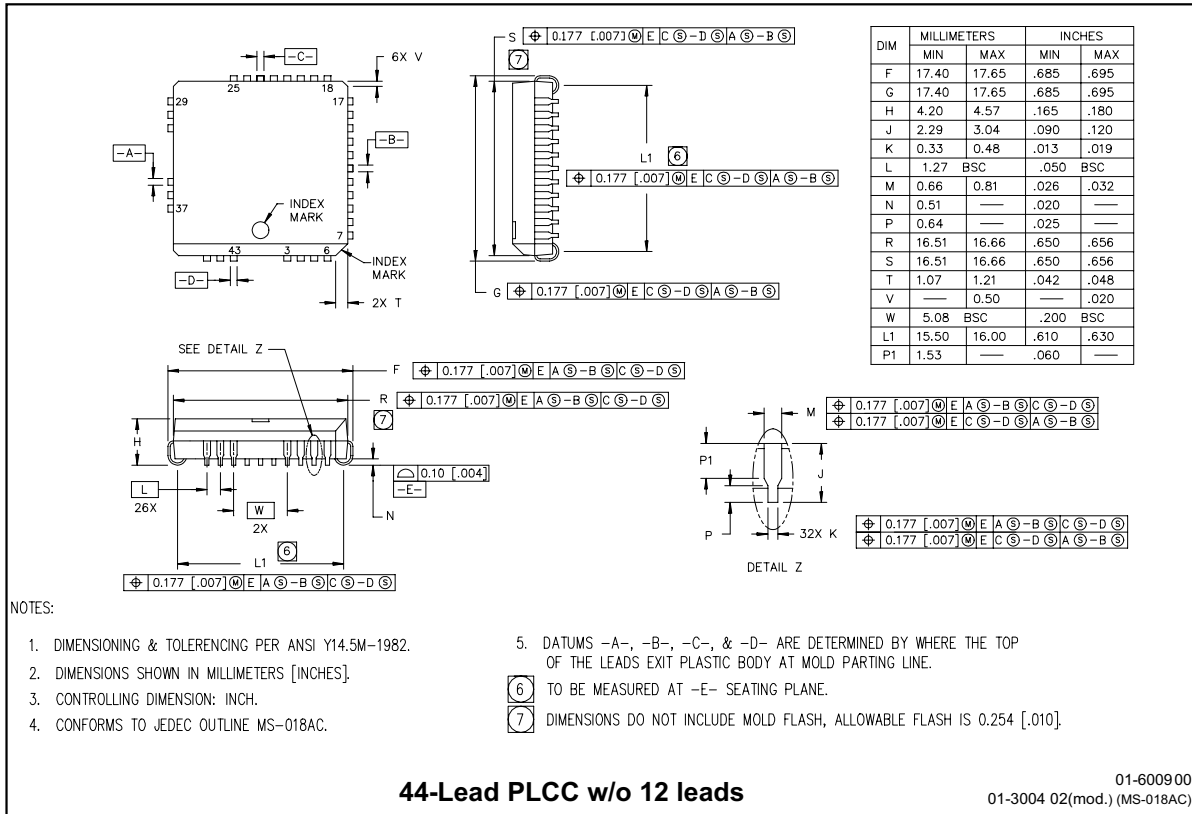 -C-
6X V
25
18
29
17
-B-
-A-
37
INDEX
MARK
7
43
3
6
INDEX
MARK
-D-
2X T
S ⌖ 0.177 [.007]Ⓜ E C Ⓢ-D Ⓢ A Ⓢ-B Ⓢ
7
L1 6
⌖ 0.177 [.007]Ⓜ E C Ⓢ-D Ⓢ A Ⓢ-B Ⓢ
G ⌖ 0.177 [.007]Ⓜ E C Ⓢ-D Ⓢ A Ⓢ-B Ⓢ
DIM MILLIMETERS INCHES
MIN MAX MIN MAX
F 17.40 17.65 .685 .695
G 17.40 17.65 .685 .695
H 4.20 4.57 .165 .180
J 2.29 3.04 .090 .120
K 0.33 0.48 .013 .019
L 1.27 BSC .050 BSC
M 0.66 0.81 .026 .032
N 0.51 — .020 —
P 0.64 — .025 —
R 16.51 16.66 .650 .656
S 16.51 16.66 .650 .656
T 1.07 1.21 .042 .048
V — 0.50 — .020
W 5.08 BSC .200 BSC
L1 15.50 16.00 .610 .630
P1 1.53 — .060 —
SEE DETAIL Z
F ⌖ 0.177 [.007]Ⓜ E A Ⓢ-B Ⓢ C Ⓢ-D Ⓢ
R ⌖ 0.177 [.007]Ⓜ E A Ⓢ-B Ⓢ C Ⓢ-D Ⓢ
7
H
⌓ 0.10 [.004]
-E-
L
26X
W
2X
N
L1 6
⌖ 0.177 [.007]Ⓜ E A Ⓢ-B Ⓢ C Ⓢ-D Ⓢ
M ⌖ 0.177 [.007]Ⓜ E A Ⓢ-B Ⓢ C Ⓢ-D Ⓢ
⌖ 0.177 [.007]Ⓜ E C Ⓢ-D Ⓢ A Ⓢ-B Ⓢ
P1
J
P
32X K
⌖ 0.177 [.007]Ⓜ E A Ⓢ-B Ⓢ C Ⓢ-D Ⓢ
⌖ 0.177 [.007]Ⓜ E C Ⓢ-D Ⓢ A Ⓢ-B Ⓢ
DETAIL Z
NOTES:
1. DIMENSIONING & TOLERENCING PER ANSI Y14.5M-1982.
2. DIMENSIONS SHOWN IN MILLIMETERS [INCHES].
3. CONTROLLING DIMENSION: INCH.
4. CONFORMS TO JEDEC OUTLINE MS-018AC.
5. DATUMS -A-, -B-, -C-, & -D- ARE DETERMINED BY WHERE THE TOP
OF THE LEADS EXIT PLASTIC BODY AT MOLD PARTING LINE.
6 TO BE MEASURED AT -E- SEATING PLANE.
7 DIMENSIONS DO NOT INCLUDE MOLD FLASH, ALLOWABLE FLASH IS 0.254 [.010].
44-Lead PLCC w/o 12 leads
01-6009 00
01-3004 02(mod.) (MS-018AC)